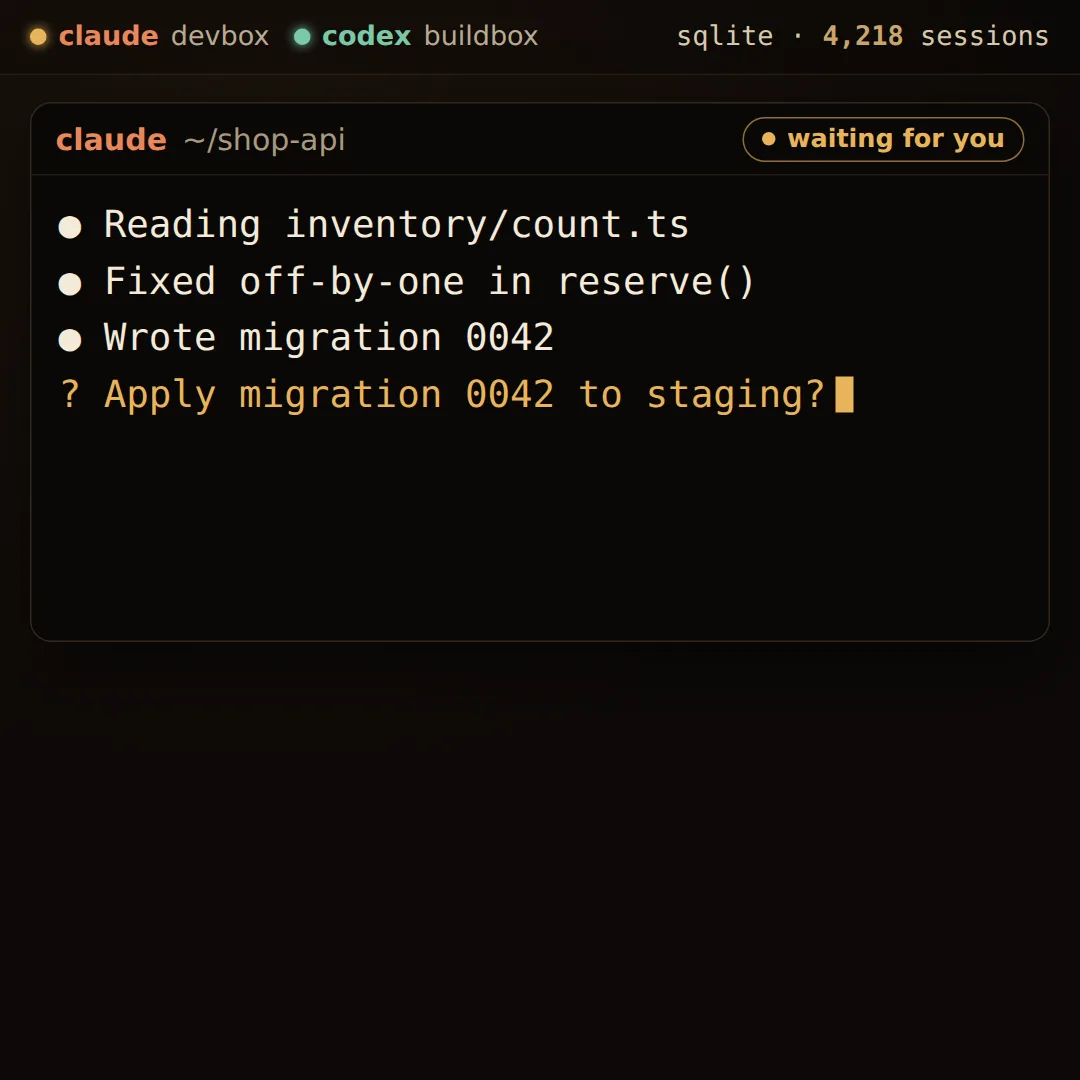 claude devbox codex buildbox sqlite · 4,218 sessions
claude ~/shop-api waiting for you
● Reading inventory/count.ts
● Fixed off-by-one in reserve()
● Wrote migration 0042
? Apply migration 0042 to staging?